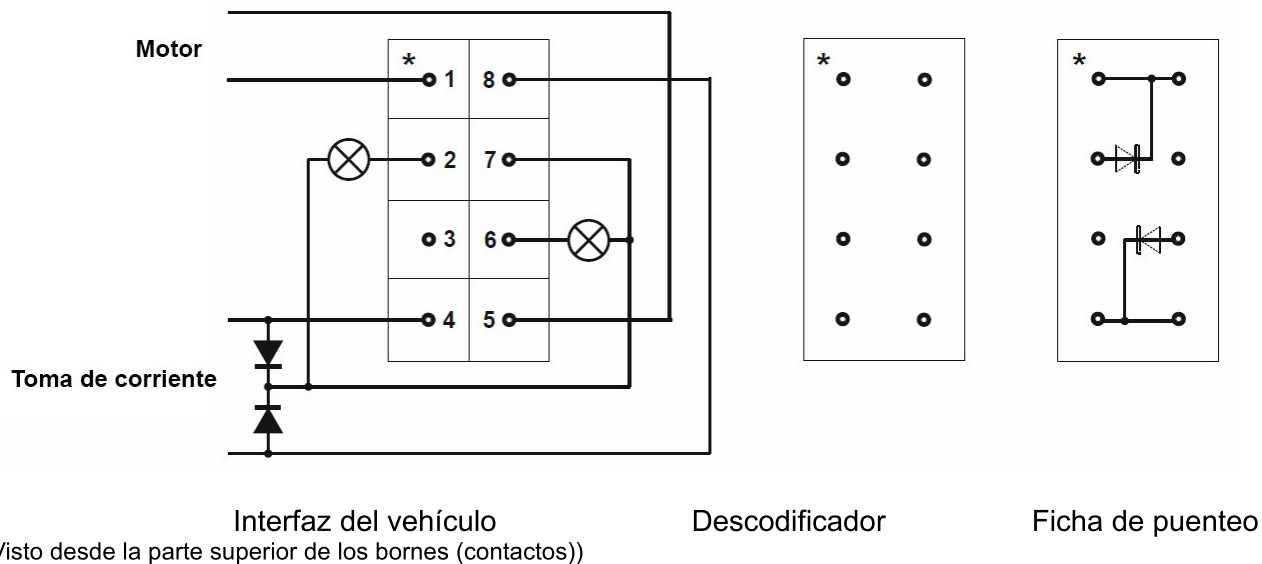 Motor
* 1 8
2 7
3 6
4 5
*
*
Toma de corriente
Interfaz del vehículo
Descodificador
Ficha de puenteo
desde la parte superior de los bornes (contactos))